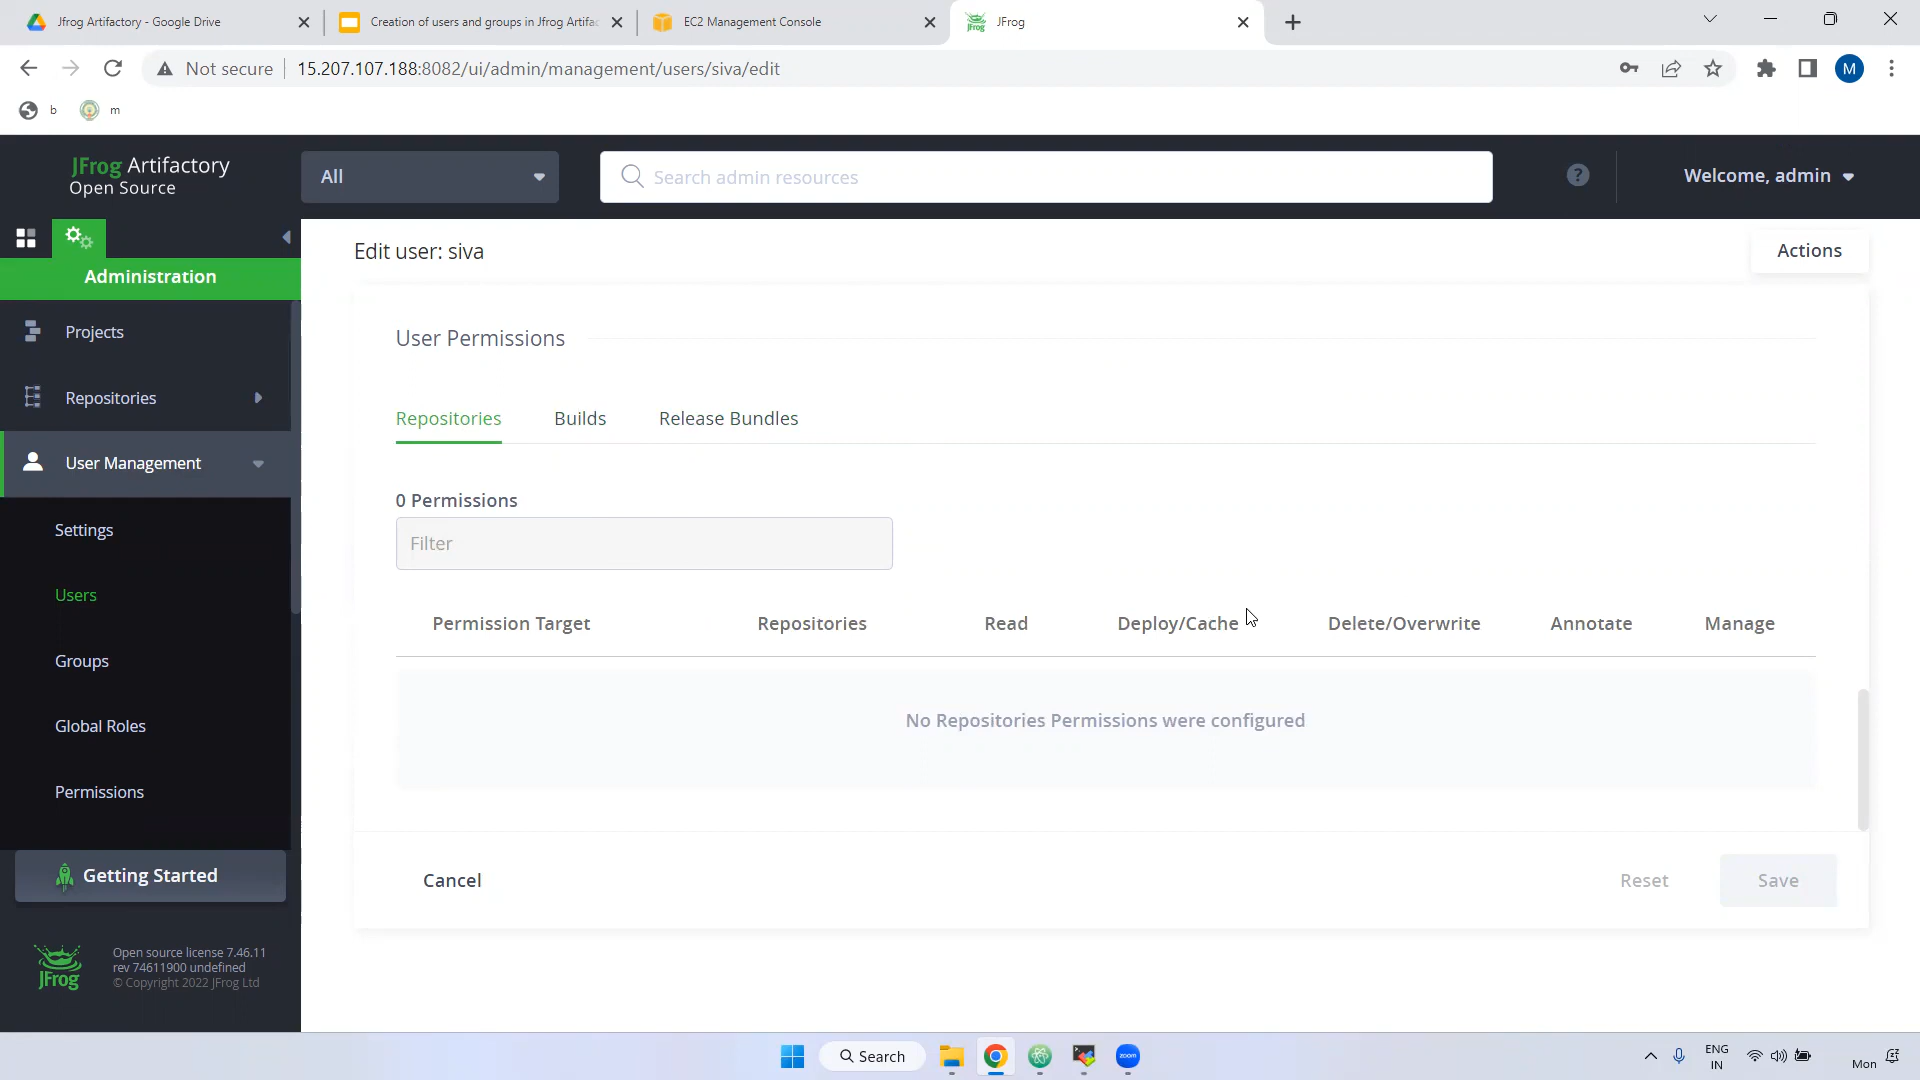 Jfrog Artifactory - Google Drive
Creation of users and groups in Jfrog Artifac
EC2 Management Console
JFrog
Not secure
15.207.107.188:8082/ui/admin/management/users/siva/edit
M
b
m
JFrog Artifactory
Open Source
All
Search admin resources
?
Welcome, admin
Administration
Projects
Repositories
User Management
Settings
Users
Groups
Global Roles
Permissions
Getting Started
JFrog
Open source license 7.46.11
rev 74611900 undefined
© Copyright 2022 JFrog Ltd
Edit user: siva
Actions
User Permissions
Repositories
Builds
Release Bundles
0 Permissions
Filter
Permission Target
Repositories
Read
Deploy/Cache
Delete/Overwrite
Annotate
Manage
No Repositories Permissions were configured
Cancel
Reset
Save
Search
zoom
ENG
IN
Mon